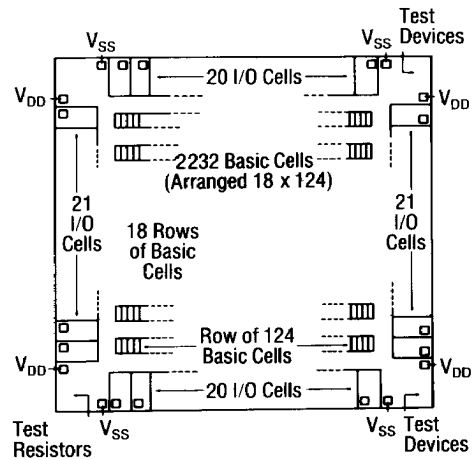 Test
Devices
VSS
VSS
20 I/O Cells
VDD
VDD
2232 Basic Cells
(Arranged 18 x 124)
21
I/O
Cells
21
I/O
Cells
18 Rows
of Basic
Cells
Row of 124
Basic Cells
VDD
VDD
20 I/O Cells
Test
Resistors
VSS
VSS
Test
Devices